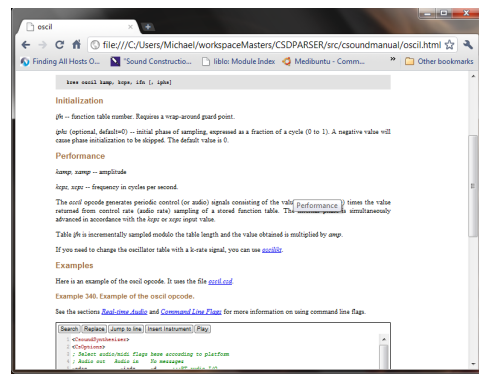 oscil
file:///C:/Users/Michael/workspaceMasters/CSDPARSER/src/csoundmanual/oscil.html
Finding All Hosts O... "Sound Constructio... liblo: Module Index Medibuntu - Comm... » Other bookmarks
kres oscil kamp, kcps, ifn [, iphs]
Initialization
ifn -- function table number. Requires a wrap-around guard point.
iphs (optional, default=0) -- initial phase of sampling, expressed as a fraction of a cycle (0 to 1). A negative value will
cause phase initialization to be skipped. The default value is 0.
Performance
kamp, xamp -- amplitude
kcps, xcps -- frequency in cycles per second.
The oscil opcode generates periodic control (or audio) signals consisting of the valu ) times the value
Performance
returned from control rate (audio rate) sampling of a stored function table. The is simultaneously
advanced in accordance with the kcps or xcps input value.
Table ifn is incrementally sampled modulo the table length and the value obtained is multiplied by amp.
If you need to change the oscillator table with a k-rate signal, you can use oscilikt.
Examples
Here is an example of the oscil opcode. It uses the file oscil.csd.
Example 340. Example of the oscil opcode.
See the sections Real-time Audio and Command Line Flags for more information on using command line flags.
Search Replace Jump to line Insert Instrument Play
1 <CsoundSynthesizer>
2 <CsOptions>
3 ; Select audio/midi flags here according to platform
4 ; Audio out Audio in No messages